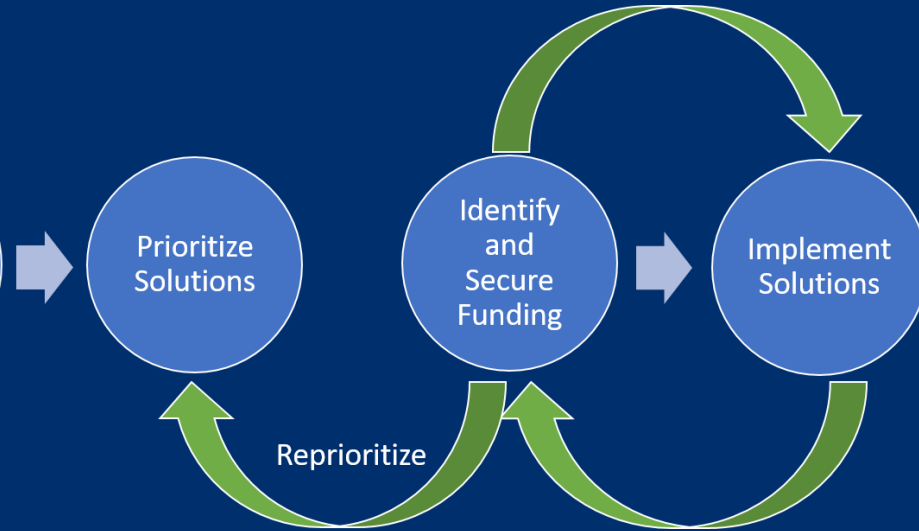 Prioritize
Solutions
Identify
and
Secure
Funding
Implement
Solutions
Reprioritize